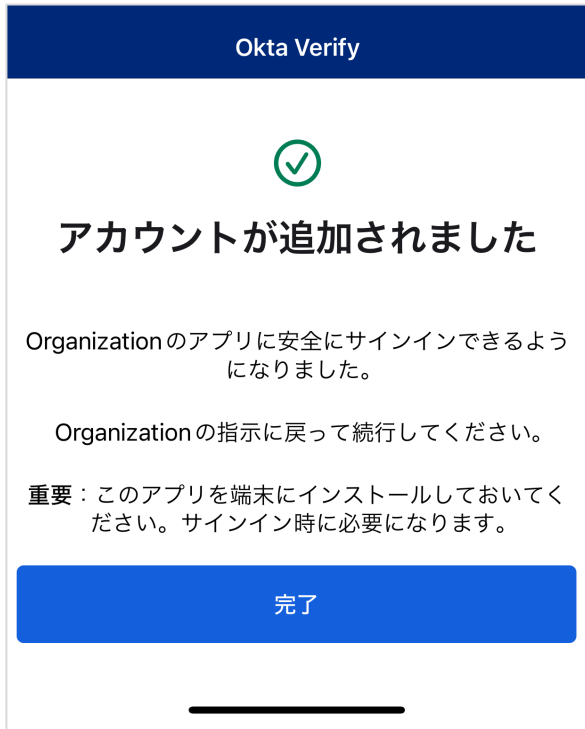 Okta Verify
アカウントが追加されました
Organizationのアプリに安全にサインインできるよう
になりました。
Organizationの指示に戻って続行してください。
重要：このアプリを端末にインストールしておいてく
ださい。サインイン時に必要になります。
完了